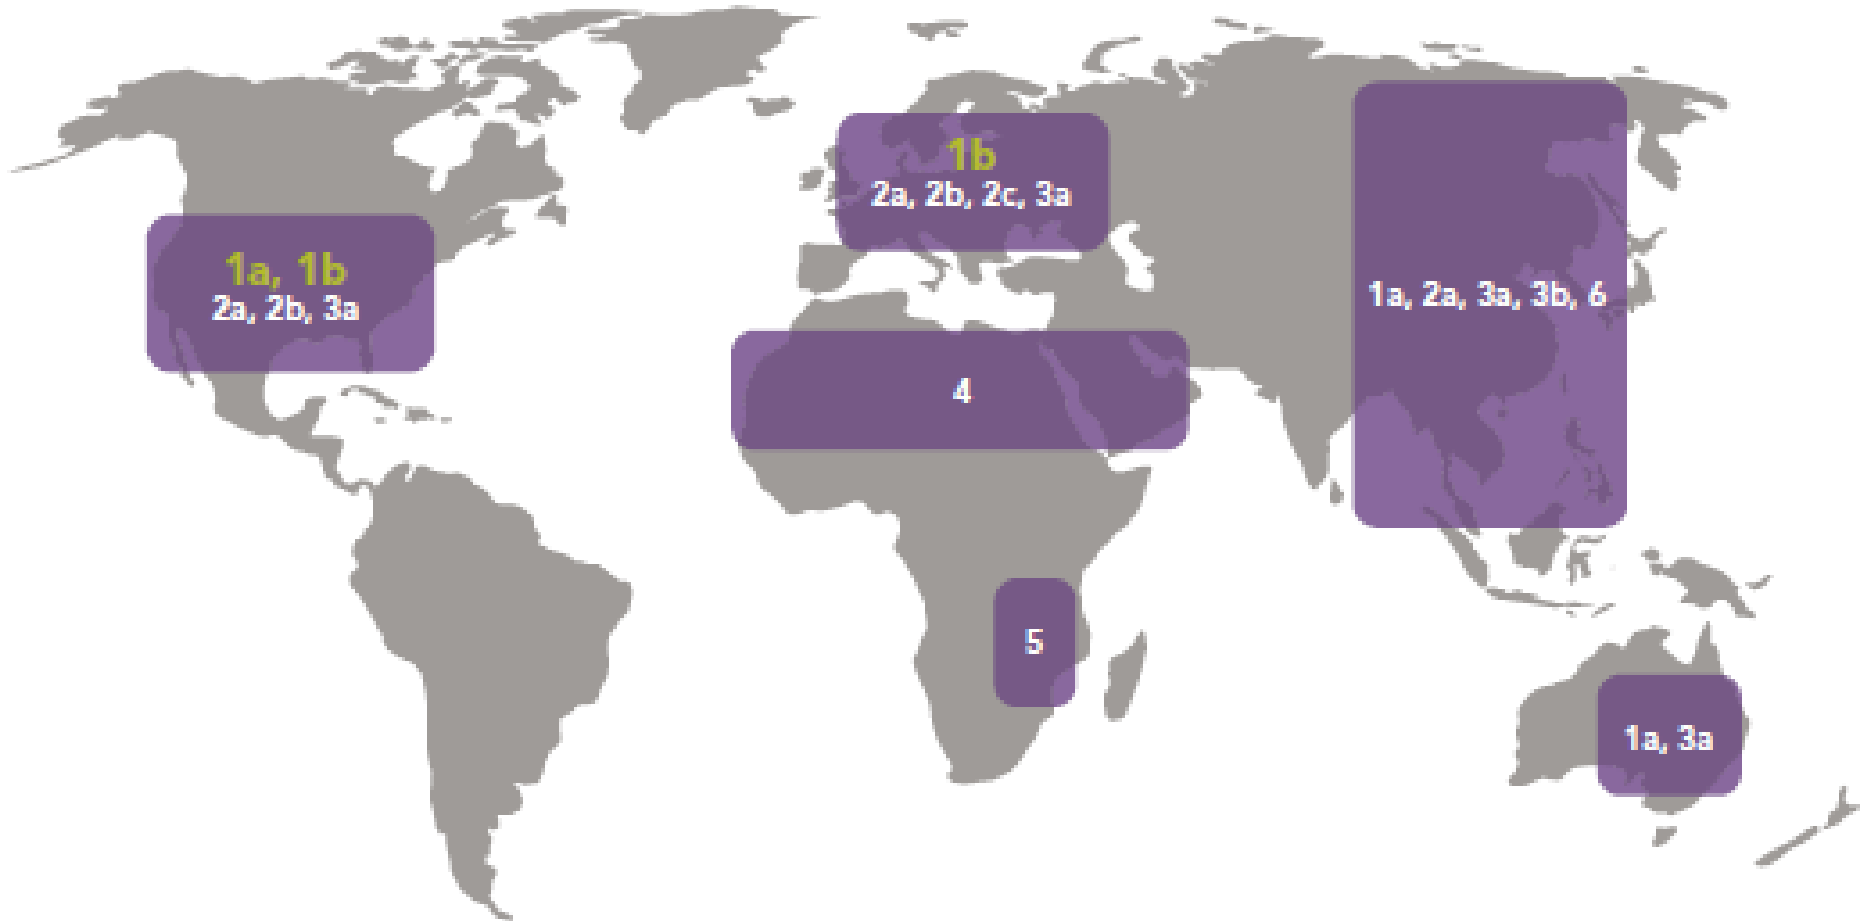 1b
2a, 2b, 2c, 3a
1a, 1b
2a, 2b, 3a
1a, 2a, 3a, 3b, 6
4
5
1a, 3a